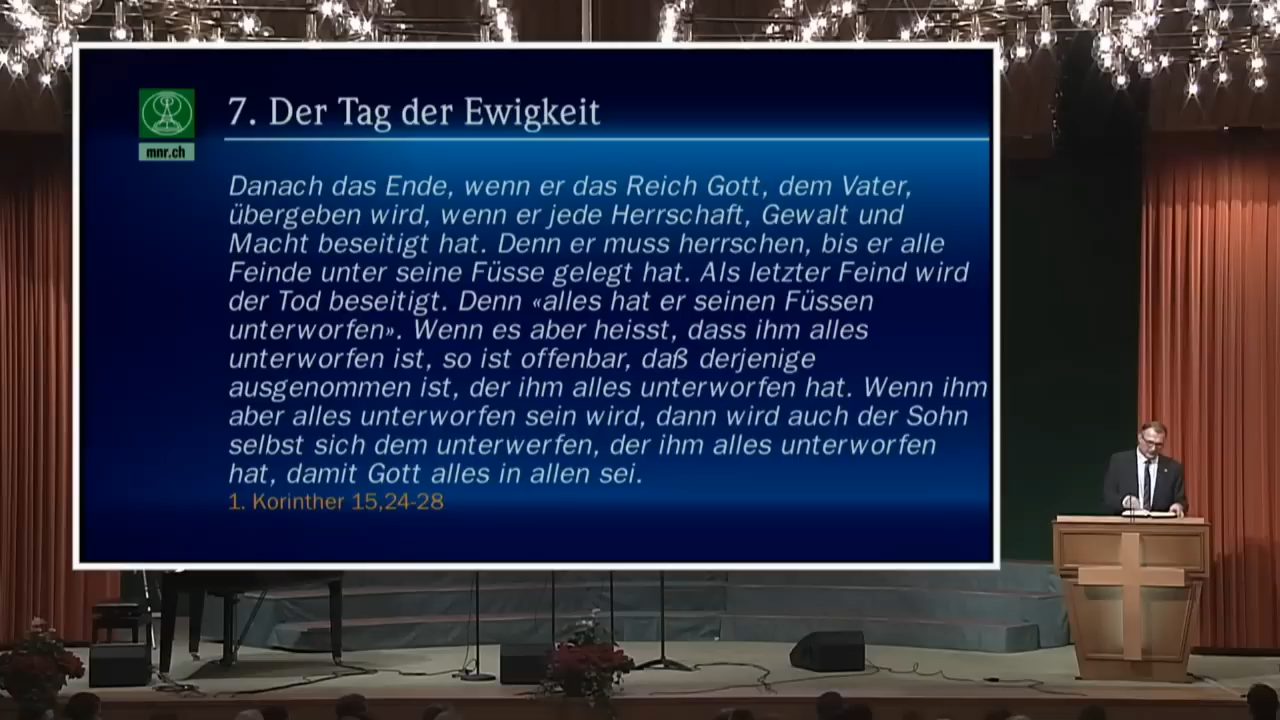 7. Der Tag der Ewigkeit
mnr.ch
Danach das Ende, wenn er das Reich Gott, dem Vater,
übergeben wird, wenn er jede Herrschaft, Gewalt und
Macht beseitigt hat. Denn er muss herrschen, bis er alle
Feinde unter seine Füsse gelegt hat. Als letzter Feind wird
der Tod beseitigt. Denn «alles hat er seinen Füssen
unterworfen». Wenn es aber heisst, dass ihm alles
unterworfen ist, so ist offenbar, daß derjenige
ausgenommen ist, der ihm alles unterworfen hat. Wenn ihm
aber alles unterworfen sein wird, dann wird auch der Sohn
selbst sich dem unterwerfen, der ihm alles unterworfen
hat, damit Gott alles in allen sei.
1. Korinther 15,24-28